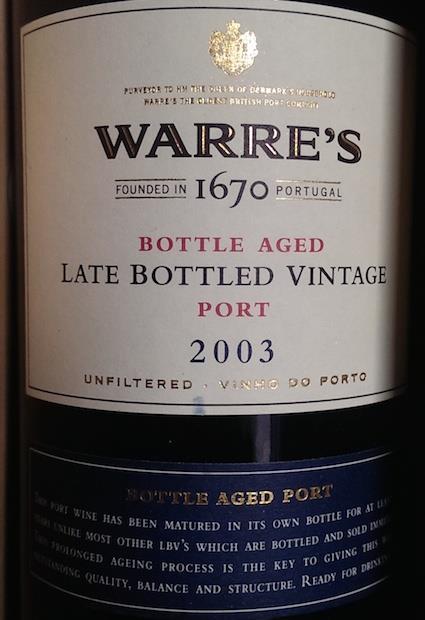 PURVEYOR TO HM THE QUEEN OF DENMARK'S HOUSEHOLD
WARRE'S THE OLDEST BRITISH PORT COMPANY
WARRE'S
FOUNDED IN 1670 PORTUGAL
BOTTLE AGED
LATE BOTTLED VINTAGE
PORT
2003
UNFILTERED · VINHO DO PORTO
BOTTLE AGED PORT
THIS PORT WINE HAS BEEN MATURED IN ITS OWN BOTTLE FOR AT
YEARS UNLIKE MOST OTHER LBV'S WHICH ARE BOTTLED AND SOLD
THIS PROLONGED AGEING PROCESS IS THE KEY TO GIVING THIS
QUALITY, BALANCE AND STRUCTURE. READY FOR